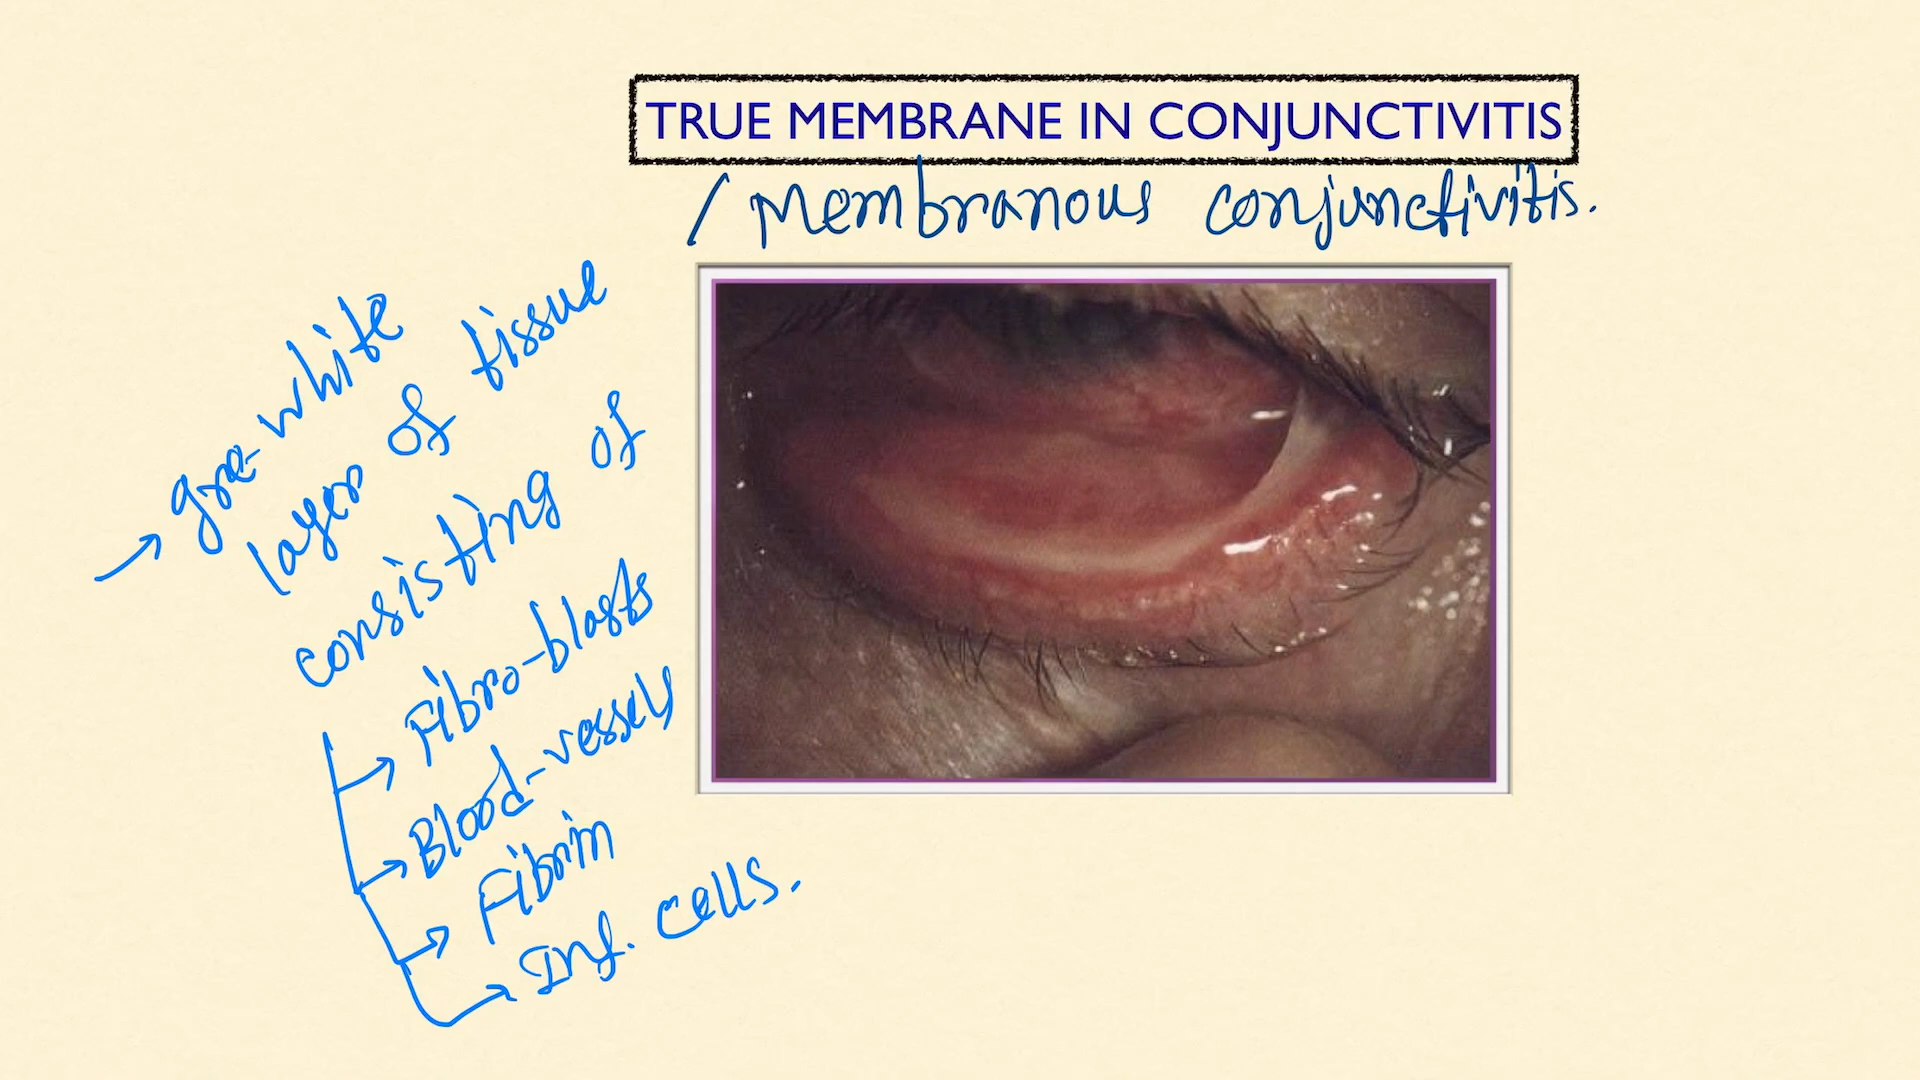 TRUE MEMBRANE IN CONJUNCTIVITIS
/ Membranous conjunctivitis.
→ gre-white
layer of tissue
consisting of
→ Fibro-blasts
→ Blood-vessels
→ Fibrin
→ Inf. cells.